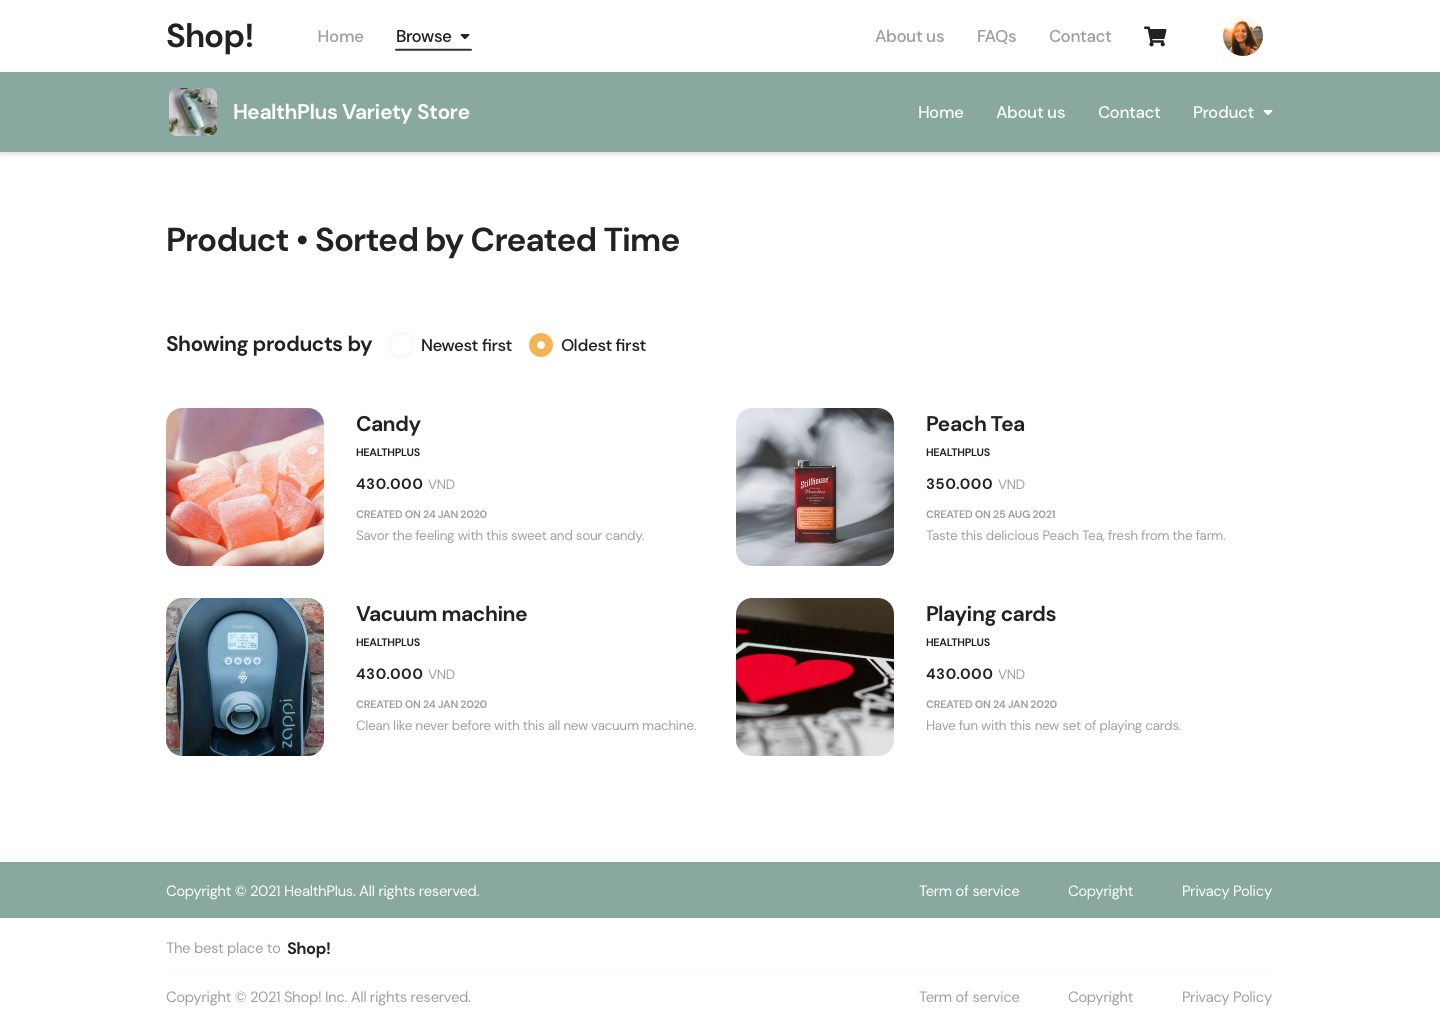 Shop!
Home
Browse
About us
FAQs
Contact
HealthPlus Variety Store
Home
About us
Contact
Product
Product • Sorted by Created Time
Showing products by
Newest first
Oldest first
Candy
HEALTHPLUS
430.000 VND
CREATED ON 24 JAN 2020
Savor the feeling with this sweet and sour candy.
Stillhouse
Peach Tea
HEALTHPLUS
350.000 VND
CREATED ON 25 AUG 2021
Taste this delicious Peach Tea, fresh from the farm.
zappi
Vacuum machine
HEALTHPLUS
430.000 VND
CREATED ON 24 JAN 2020
Clean like never before with this all new vacuum machine.
Playing cards
HEALTHPLUS
430.000 VND
CREATED ON 24 JAN 2020
Have fun with this new set of playing cards.
Copyright © 2021 HealthPlus. All rights reserved.
Term of service
Copyright
Privacy Policy
The best place to Shop!
Copyright © 2021 Shop! Inc. All rights reserved.
Term of service
Copyright
Privacy Policy